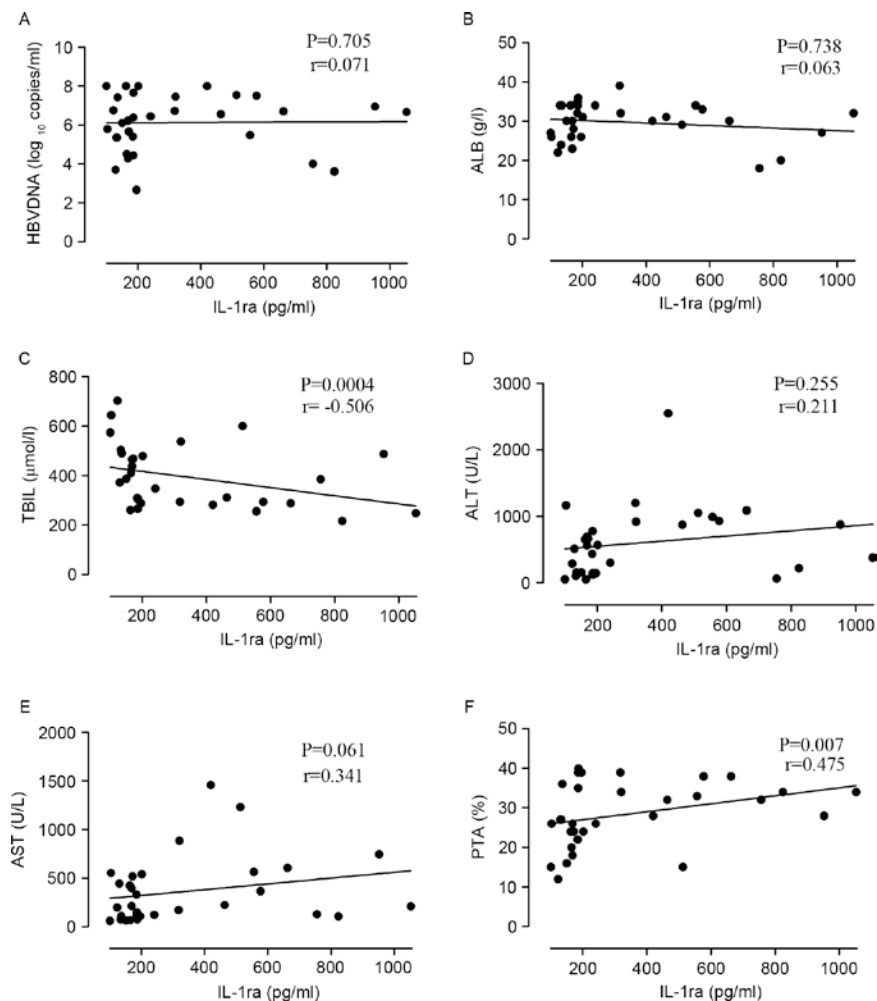 A
P=0.705
r=0.071
HBVDNA (log 10 copies/ml)
10
8
6
4
2
0
200 400 600 800 1000
IL-1ra (pg/ml)
B
P=0.738
r=0.063
ALB (g/l)
50
40
30
20
10
0
200 400 600 800 1000
IL-1ra (pg/ml)
C
P=0.0004
r= -0.506
TBIL (μmol/l)
800
600
400
200
0
200 400 600 800 1000
IL-1ra (pg/ml)
D
P=0.255
r=0.211
ALT (U/L)
3000
2000
1000
0
200 400 600 800 1000
IL-1ra (pg/ml)
E
P=0.061
r=0.341
AST (U/L)
2000
1500
1000
500
0
200 400 600 800 1000
IL-1ra (pg/ml)
F
P=0.007
r=0.475
PTA (%)
50
40
30
20
10
0
200 400 600 800 1000
IL-1ra (pg/ml)